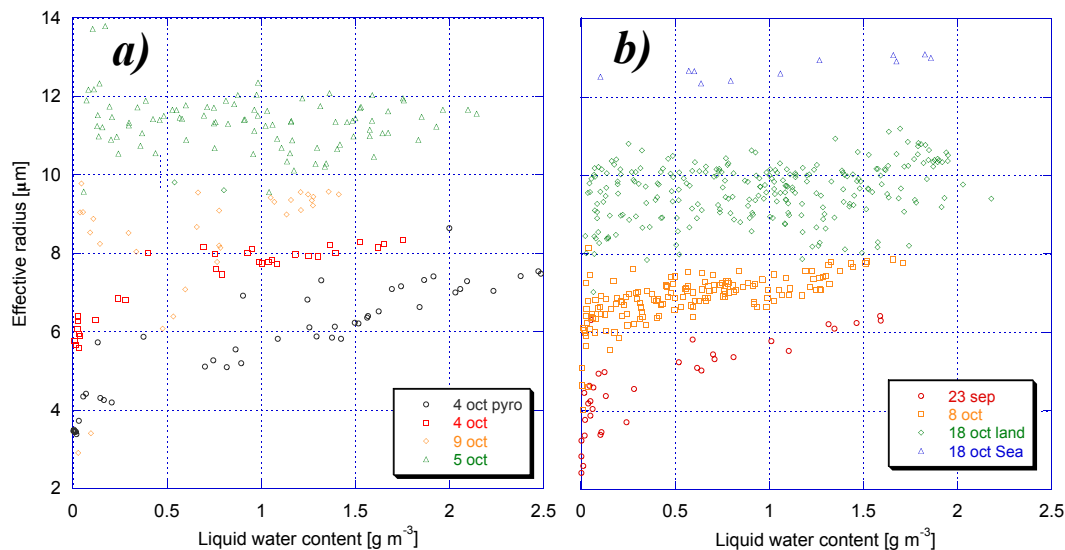 a)
b)
14
12
10
8
6
4
2
Effective radius [μm]
4 oct pyro
4 oct
9 oct
5 oct
23 sep
8 oct
18 oct land
18 oct Sea
0 0.5 1 1.5 2 2.5
0 0.5 1 1.5 2 2.5
Liquid water content [g m⁻³]
Liquid water content [g m⁻³]